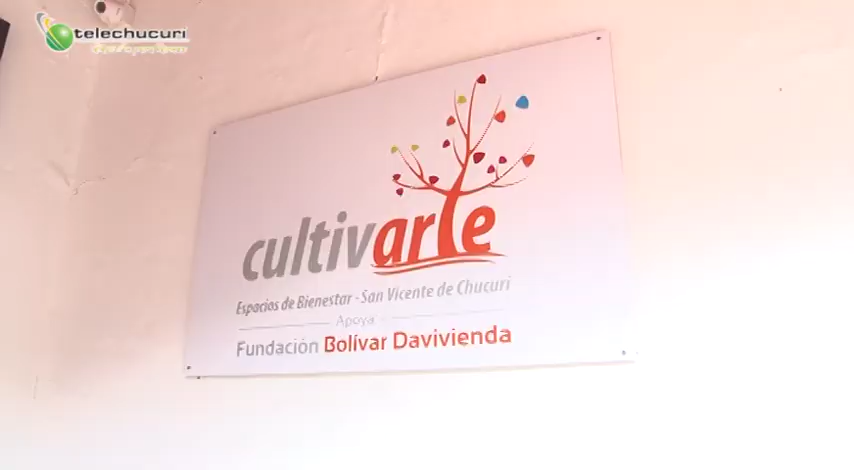 telechucuri
cultivarte
Espacios de Bienestar - San Vicente de Chucuri
Apoya
Fundación Bolívar Davivienda